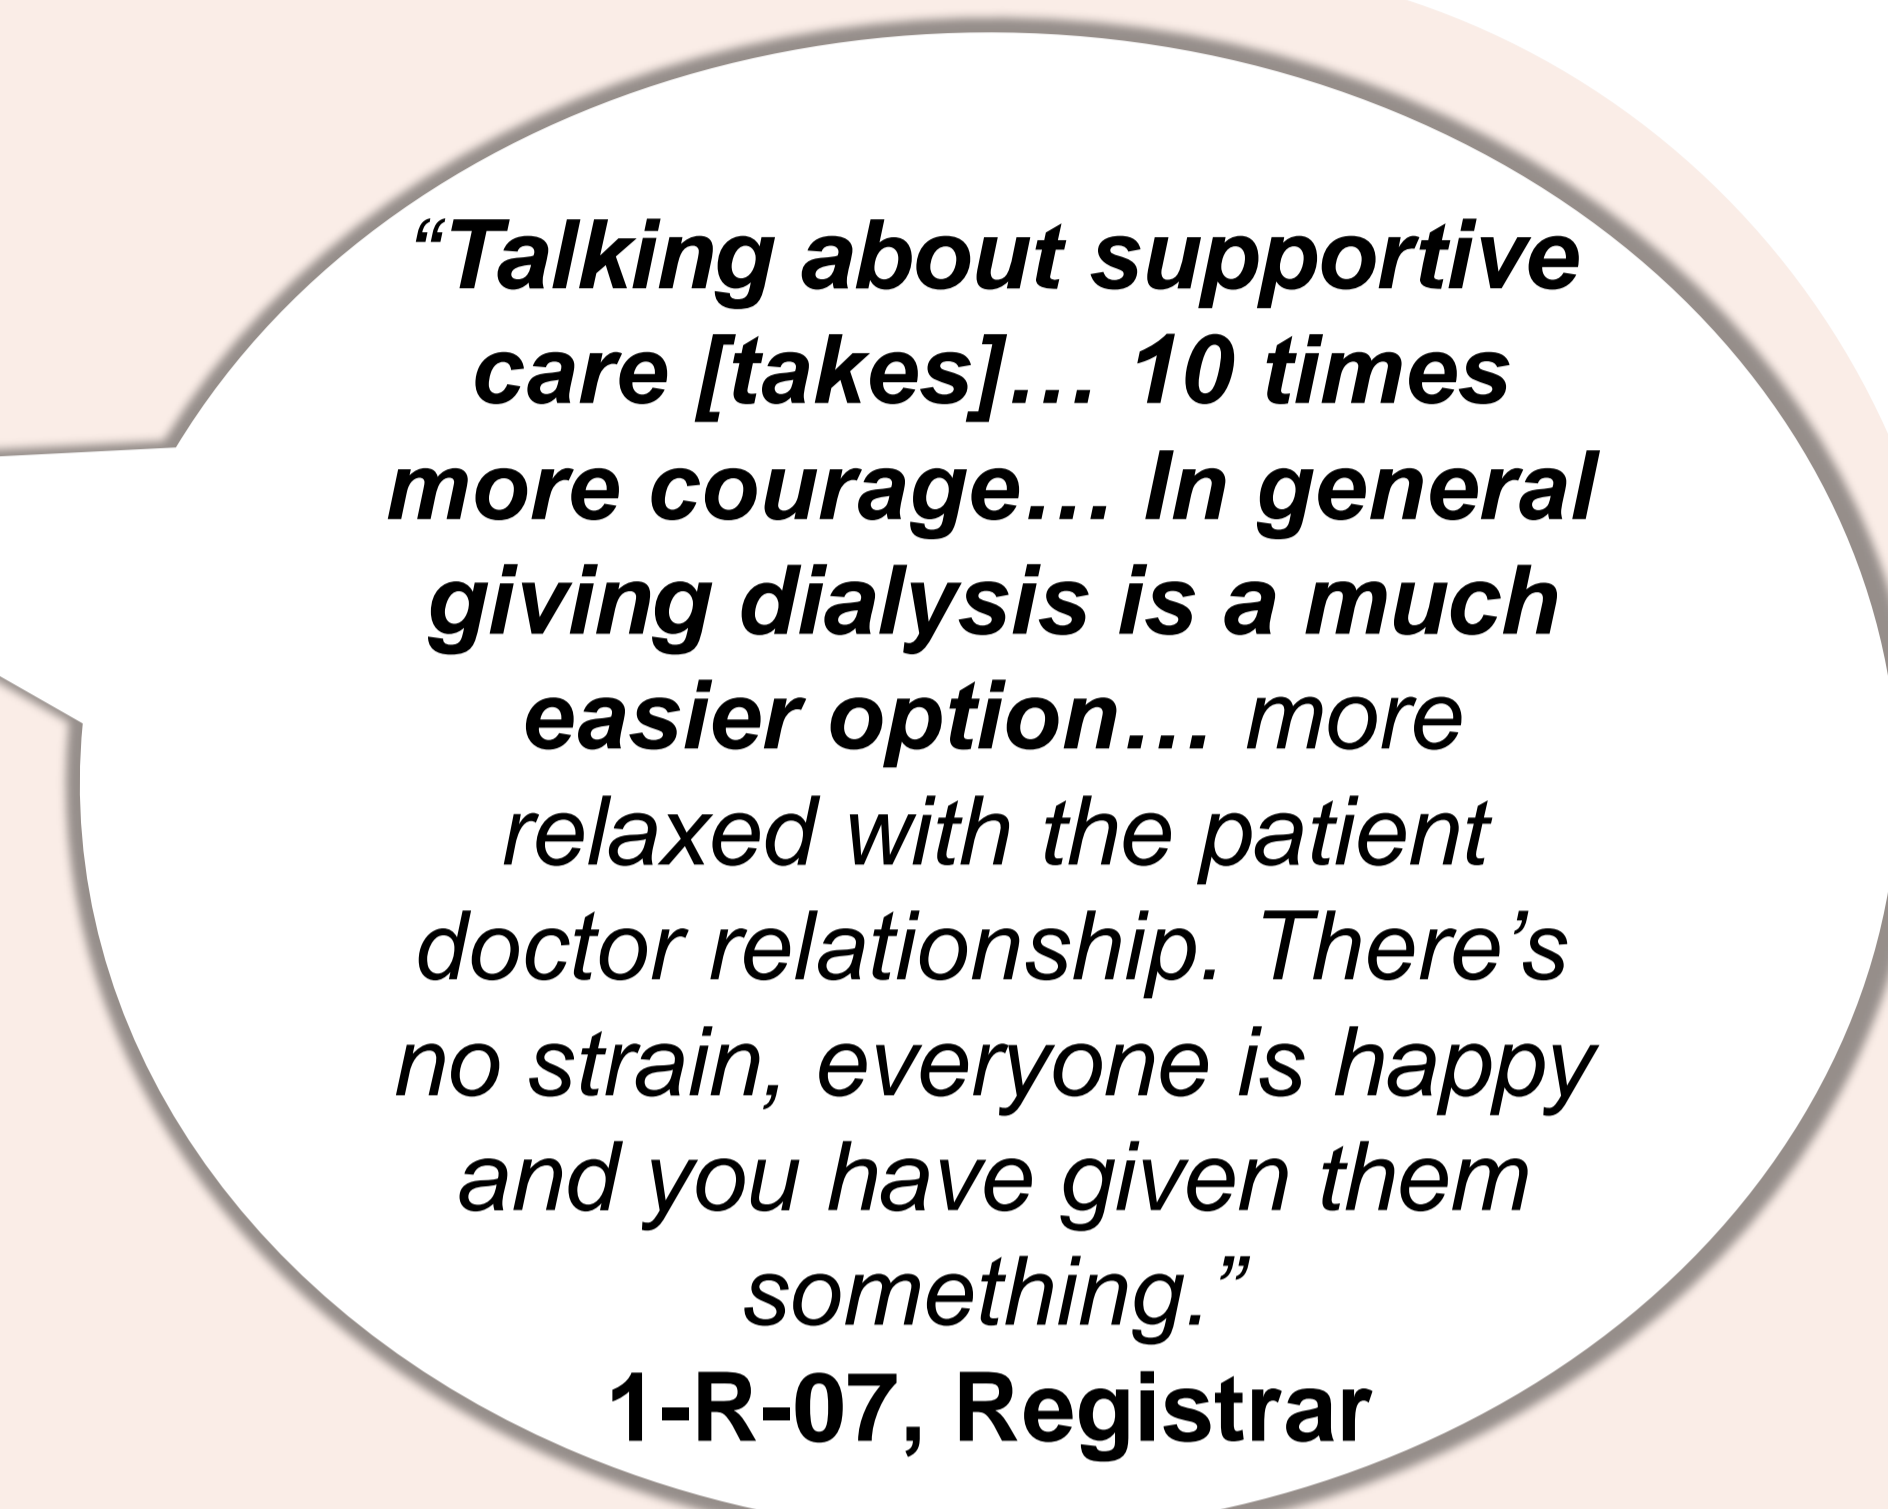 “Talking about supportive
care [takes]… 10 times
more courage… In general
giving dialysis is a much
easier option… more
relaxed with the patient
doctor relationship. There’s
no strain, everyone is happy
and you have given them
something.”
1-R-07, Registrar